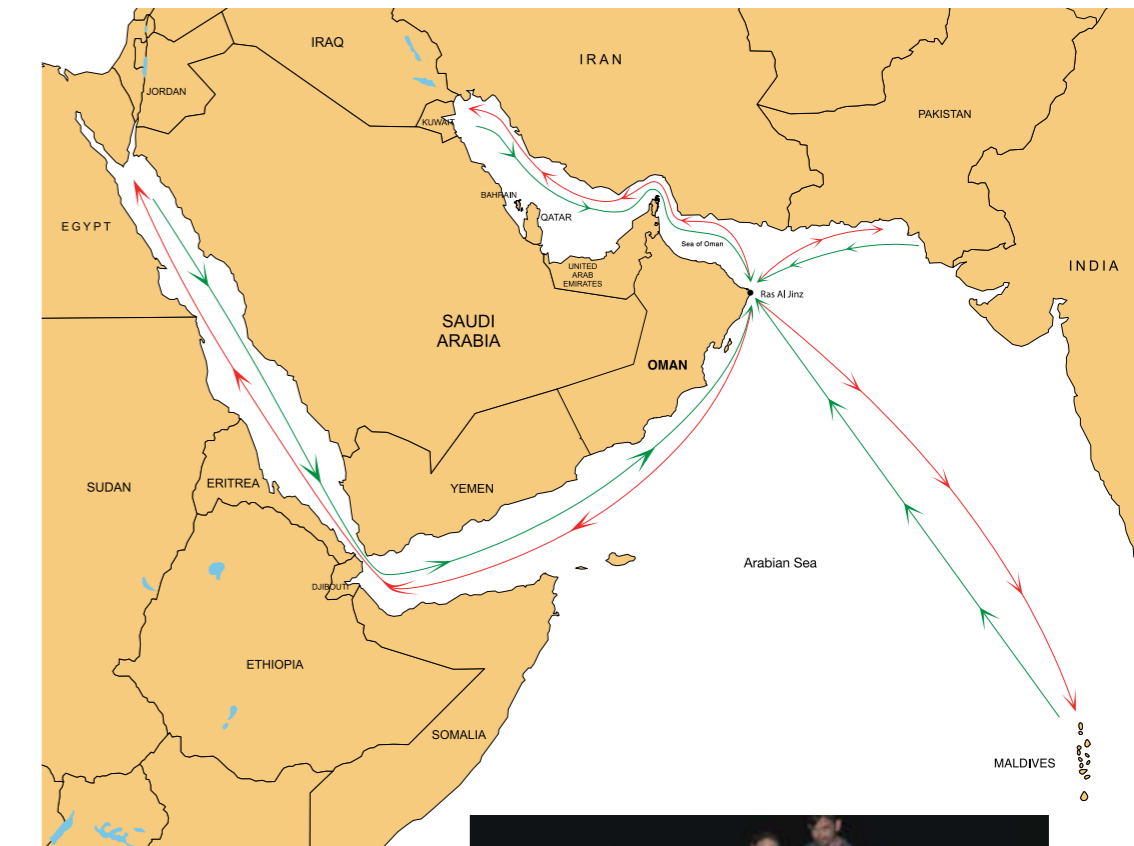 IRAQ
IRAN
JORDAN
PAKISTAN
KUWAIT
BAHRAIN
QATAR
EGYPT
Sea of Oman
UNITED
ARAB
EMIRATES
INDIA
Ras Al Jinz
SAUDI
ARABIA
OMAN
SUDAN
ERITREA
YEMEN
Arabian Sea
DJIBOUTI
ETHIOPIA
SOMALIA
MALDIVES